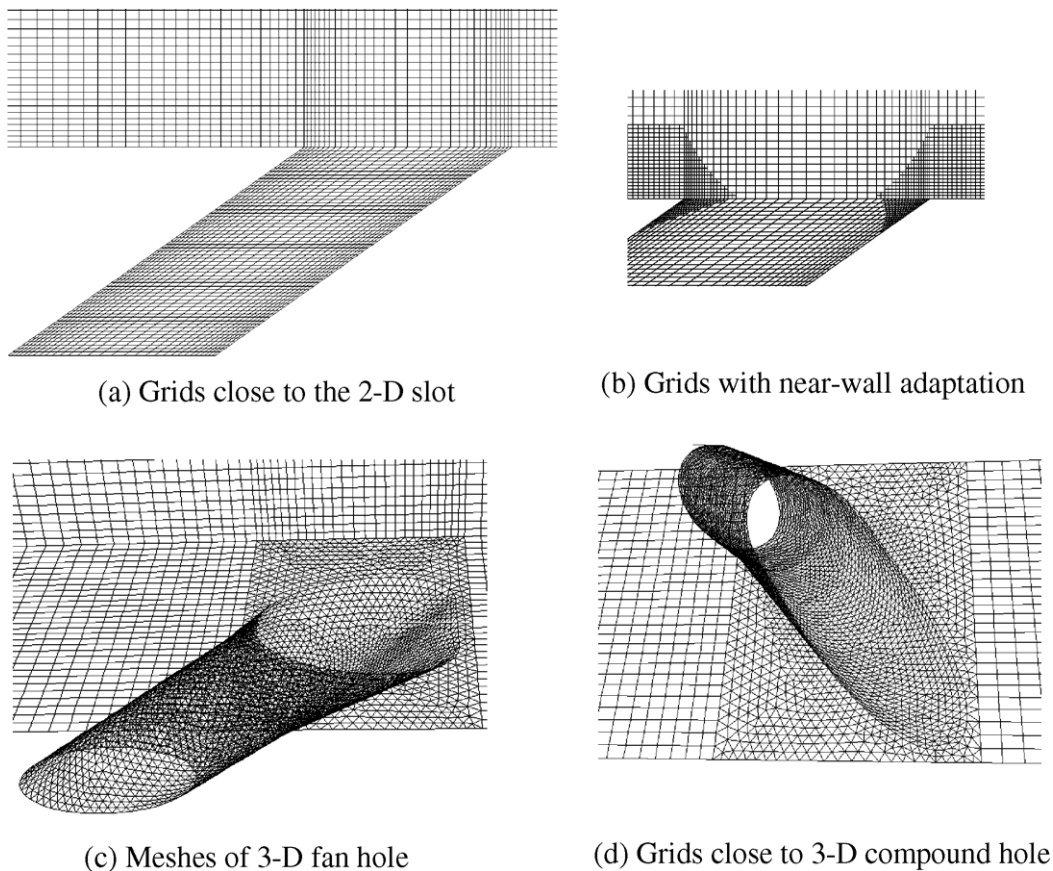 (a) Grids close to the 2-D slot
(b) Grids with near-wall adaptation
(c) Meshes of 3-D fan hole
(d) Grids close to 3-D compound hole